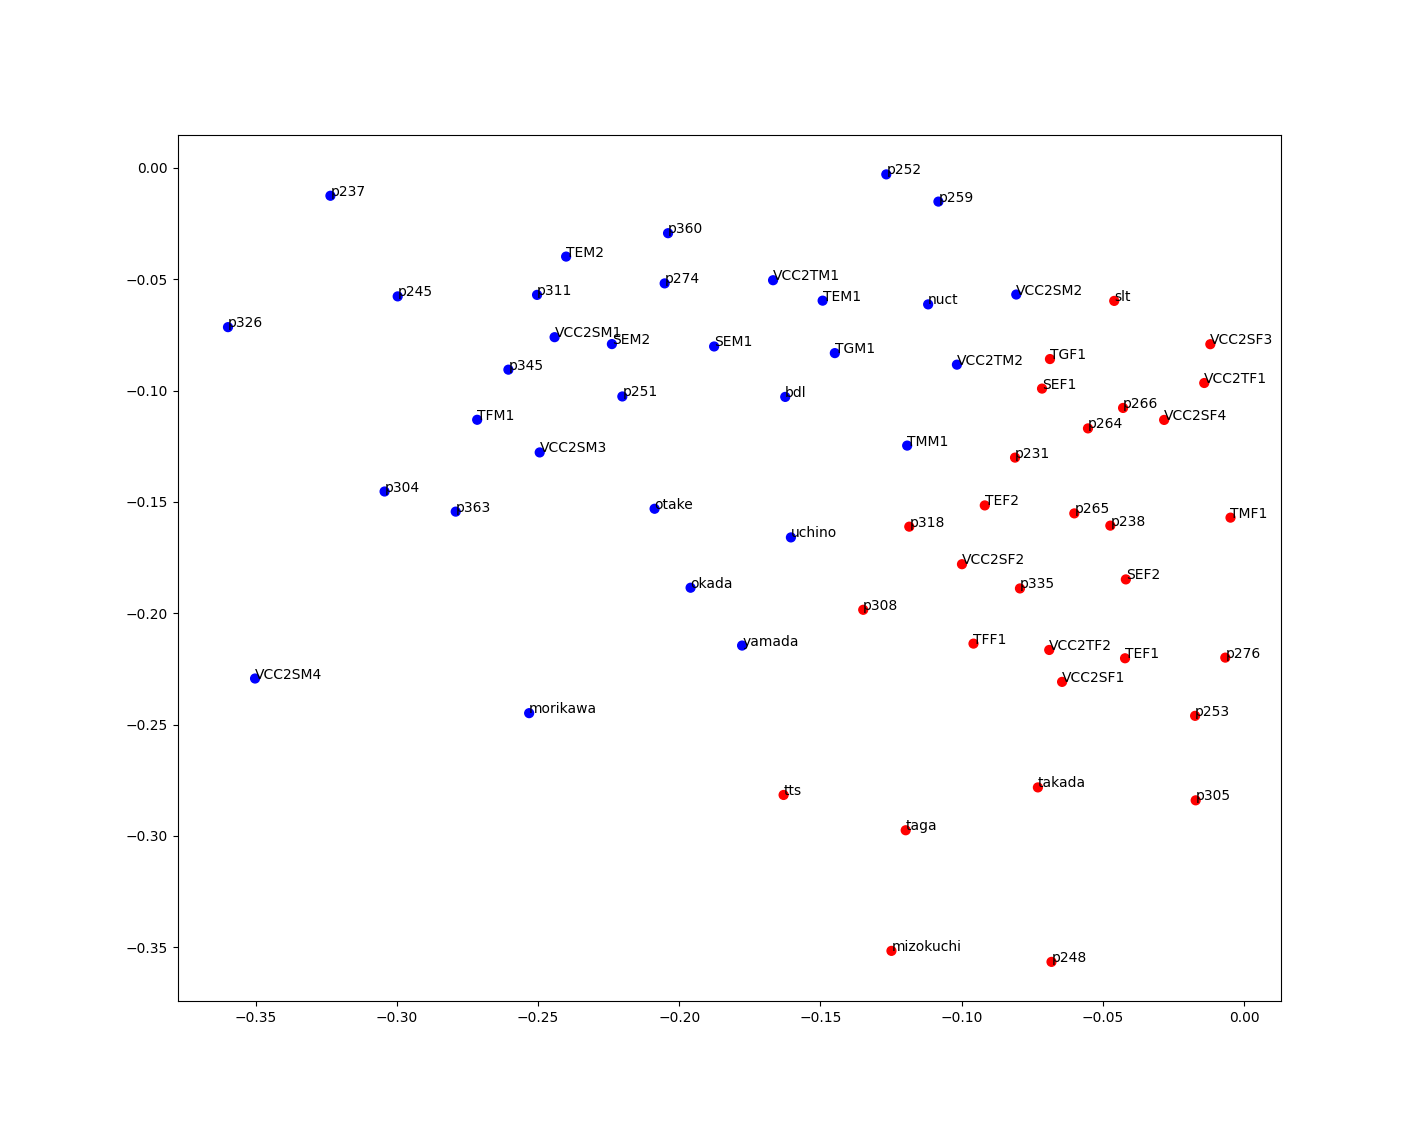 0.00
−0.05
−0.10
−0.15
−0.20
−0.25
−0.30
−0.35
p252
p237
p259
p360
TEM2
VCC2TM1
p274
p245
p311
VCC2SM2
TEM1
slt
nuct
p326
VCC2SM1
VCC2SF3
SEM2
SEM1
TGM1
TGF1
VCC2TM2
p345
VCC2TF1
SEF1
p251
bdl
p266
TFM1
VCC2SF4
p264
TMM1
VCC2SM3
p231
p304
TEF2
otake
p363
p265
TMF1
p238
p318
uchino
VCC2SF2
SEF2
okada
p335
p308
TFF1
yamada
VCC2TF2
TEF1
p276
VCC2SM4
VCC2SF1
morikawa
p253
takada
tts
p305
taga
mizokuchi
p248
−0.35 −0.30 −0.25 −0.20 −0.15 −0.10 −0.05 0.00